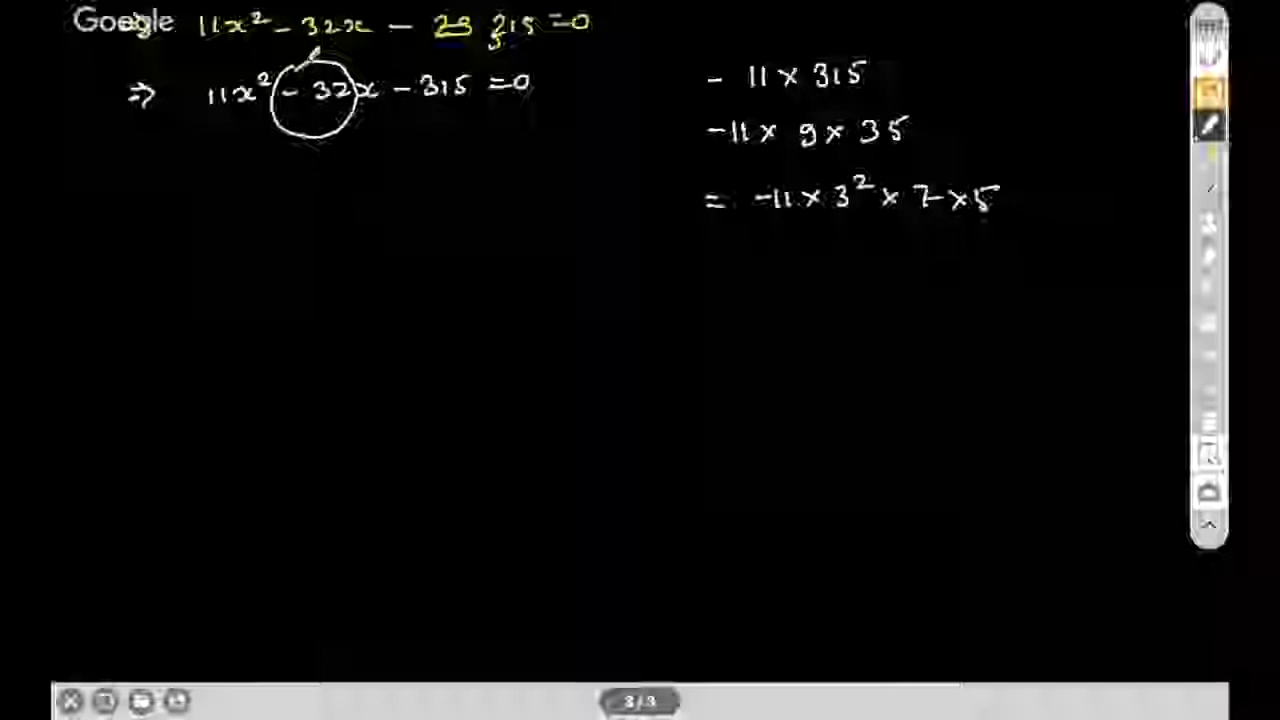 Google
11x² - 32x - 315 = 0
⇒ 11x² - 32x - 315 = 0
- 11 × 315
-11 × 9 × 35
= -11 × 3² × 7 × 5
3/3